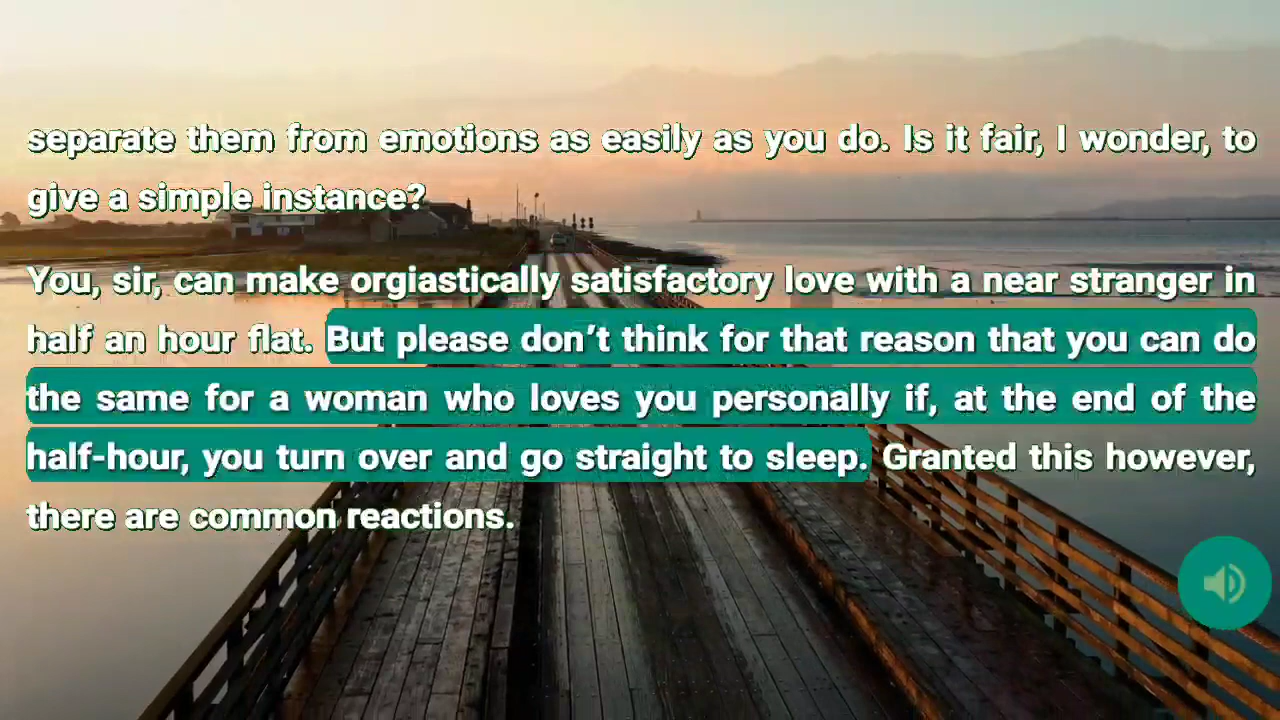 separate them from emotions as easily as you do. Is it fair, I wonder, to
give a simple instance?
You, sir, can make orgiastically satisfactory love with a near stranger in
half an hour flat. But please don’t think for that reason that you can do
the same for a woman who loves you personally if, at the end of the
half-hour, you turn over and go straight to sleep. Granted this however,
there are common reactions.